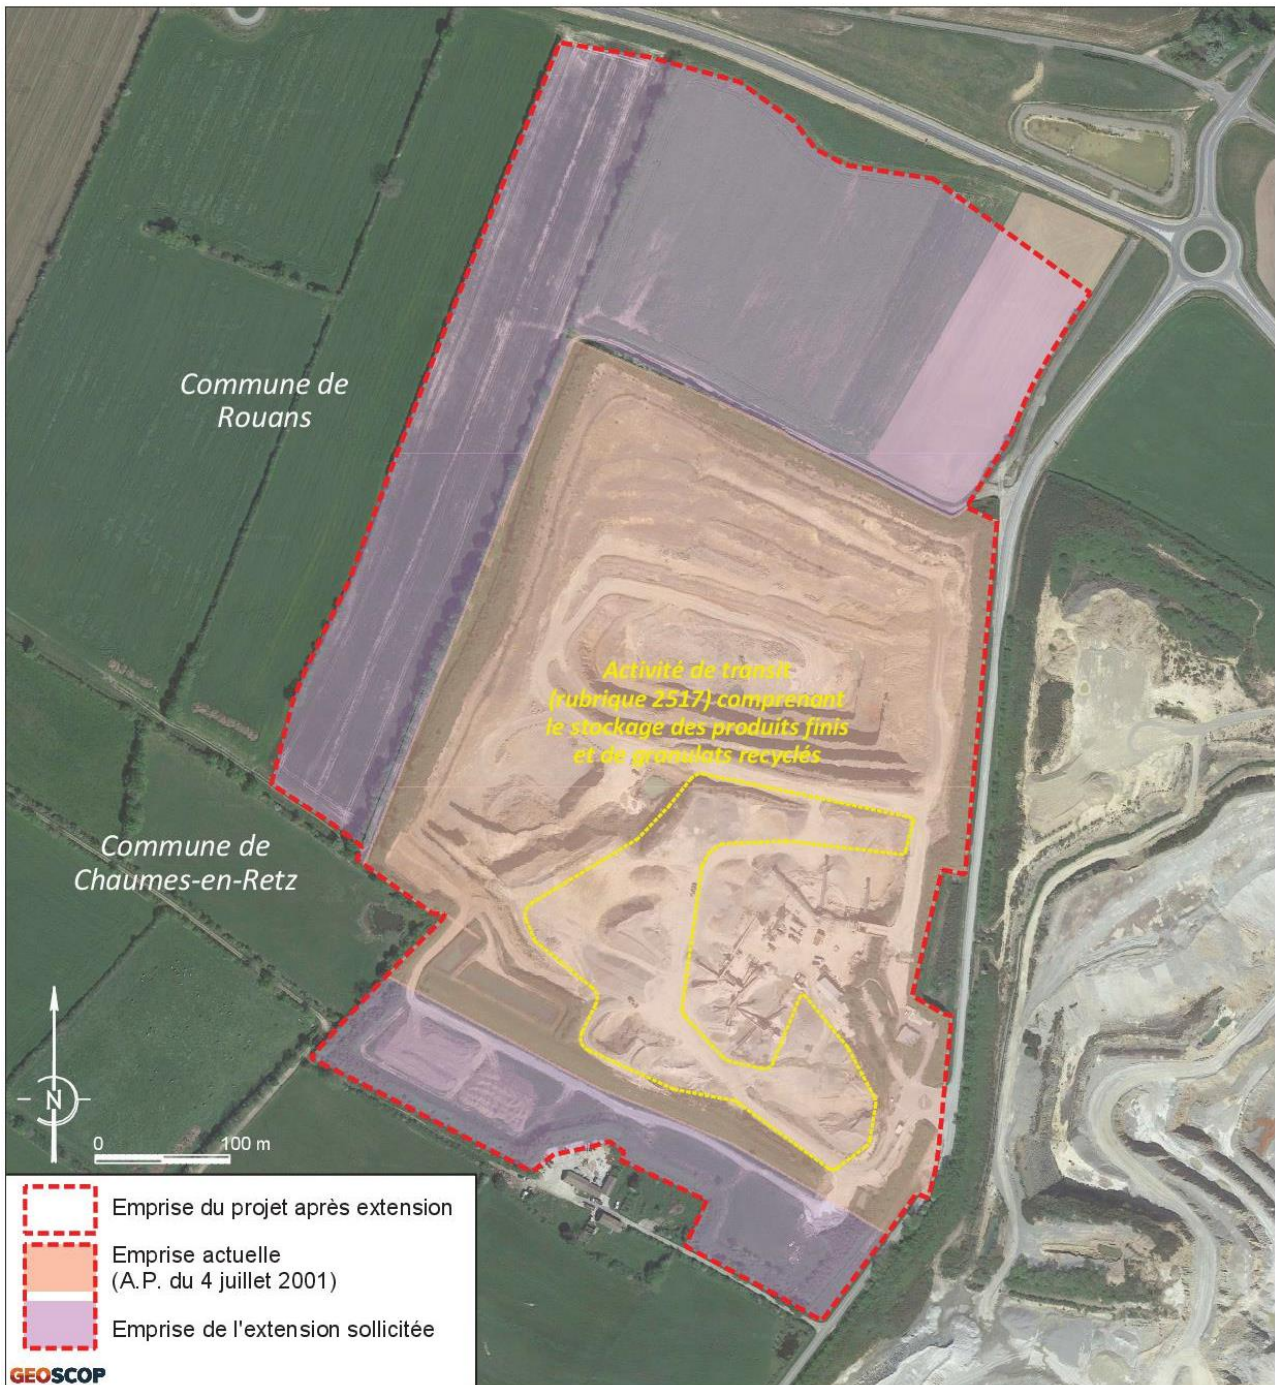 Commune de
Rouans
Activité de transit
(rubrique 2517) comprenant
le stockage des produits finis
et de granulats recyclés
Commune de
Chaumes-en-Retz
N
0 100 m
Emprise du projet après extension
Emprise actuelle
(A.P. du 4 juillet 2001)
Emprise de l'extension sollicitée
GEOSCOP